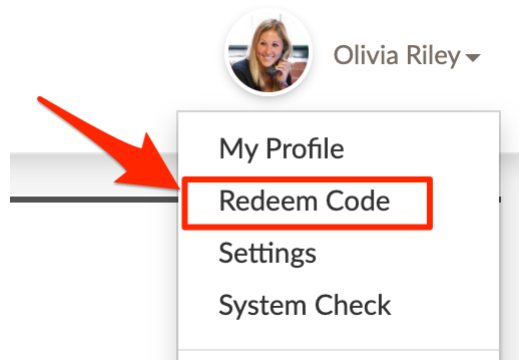 Olivia Riley
My Profile
Redeem Code
Settings
System Check